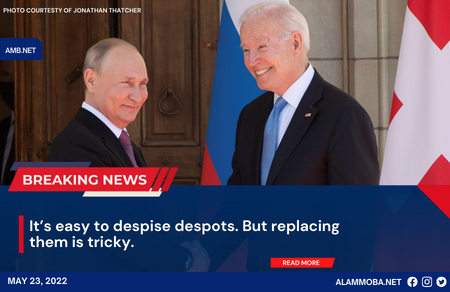 PHOTO COURTESTY OF JONATHAN THATCHER
AMB.NET
BREAKING NEWS
It's easy to despise despots. But replacing
them is tricky.
READ MORE
MAY 23, 2022
ALAMMOBA.NET